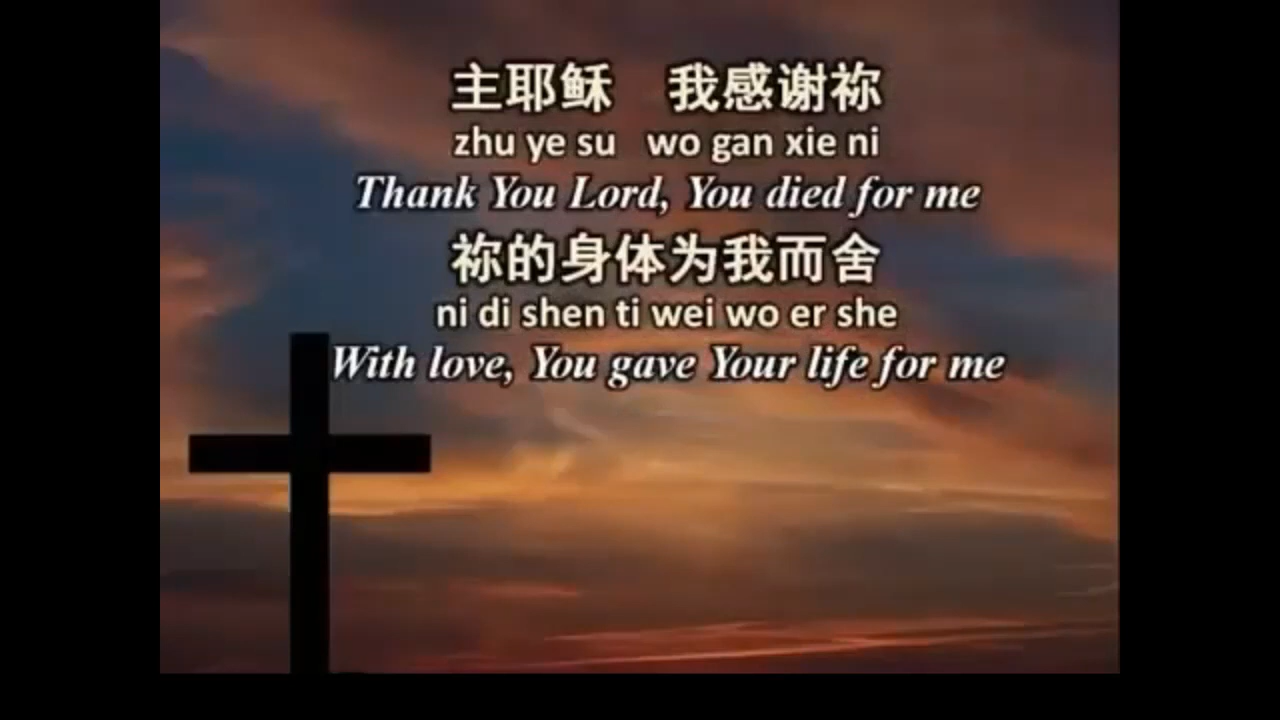 主耶稣 我感谢祢
zhu ye su wo gan xie ni
Thank You Lord, You died for me
祢的身体为我而舍
ni di shen ti wei wo er she
With love, You gave Your life for me